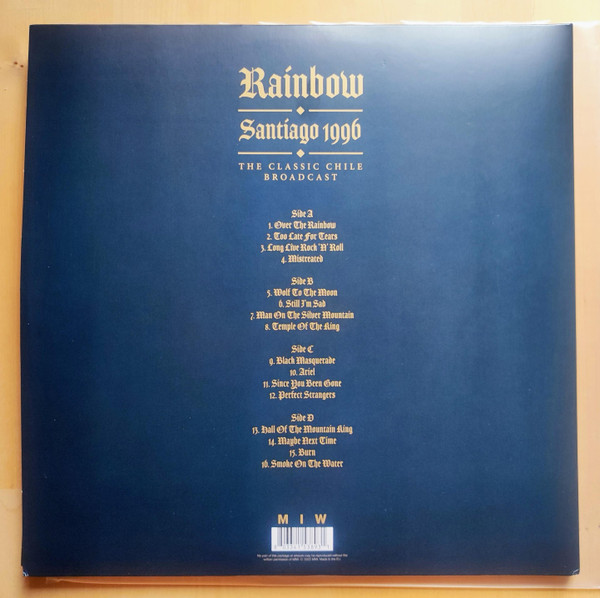 Rainbow
Santiago 1996
THE CLASSIC CHILE
BROADCAST
Side A
1. Over The Rainbow
2. Too Late For Tears
3. Long Live Rock 'N' Roll
4. Mistreated
Side B
5. Wolf To The Moon
6. Still I'm Sad
7. Man On The Silver Mountain
8. Temple Of The King
Side C
9. Black Masquerade
10. Ariel
11. Since You Been Gone
12. Perfect Strangers
Side D
13. Hall Of The Mountain King
14. Maybe Next Time
15. Burn
16. Smoke On The Water
MIW